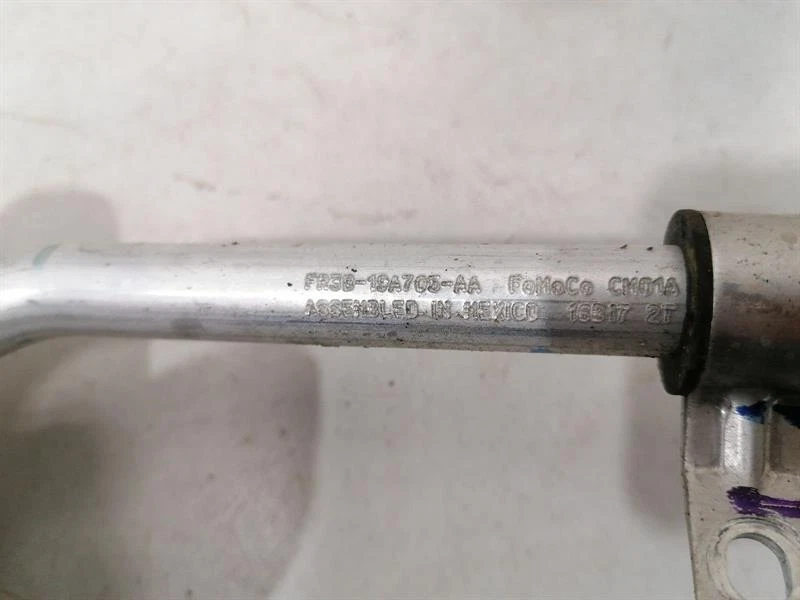 FR3B-19A705-AA FoMoCo CM01A
ASSEMBLED IN MEXICO 16317 2T